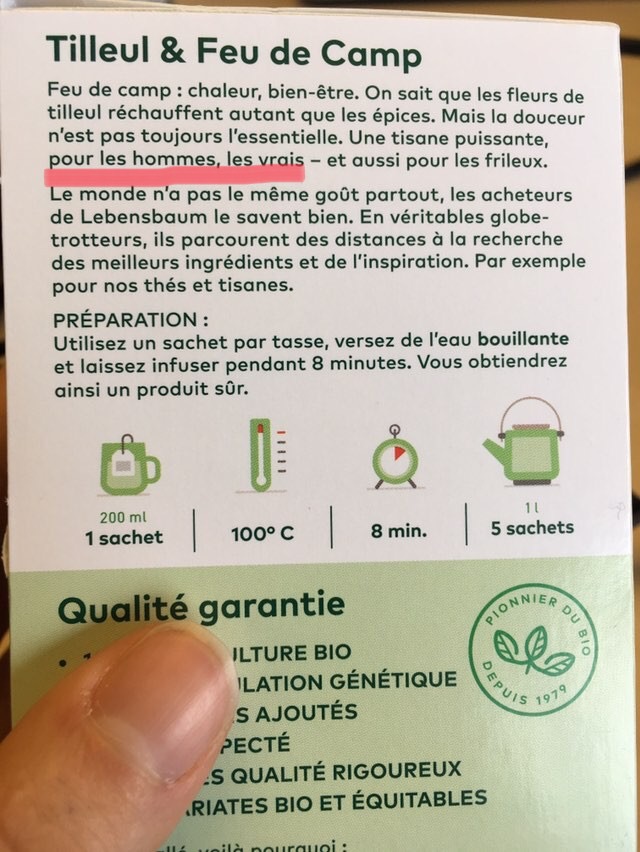 Tilleul & Feu de Camp
Feu de camp : chaleur, bien-être. On sait que les fleurs de
tilleul réchauffent autant que les épices. Mais la douceur
n'est pas toujours l'essentielle. Une tisane puissante,
pour les hommes, les vrais – et aussi pour les frileux.
Le monde n'a pas le même goût partout, les acheteurs
de Lebensbaum le savent bien. En véritables globe-
trotteurs, ils parcourent des distances à la recherche
des meilleurs ingrédients et de l'inspiration. Par exemple
pour nos thés et tisanes.
PRÉPARATION :
Utilisez un sachet par tasse, versez de l'eau bouillante
et laissez infuser pendant 8 minutes. Vous obtiendrez
ainsi un produit sûr.
200 ml
1 sachet
100° C
8 min.
1 l
5 sachets
Qualité garantie
PIONNIER DU BIO
DEPUIS 1979
ULTURE BIO
ULATION GÉNÉTIQUE
S AJOUTÉS
PECTÉ
ES QUALITÉ RIGOUREUX
RIATES BIO ET ÉQUITABLES
voilà pourquoi :